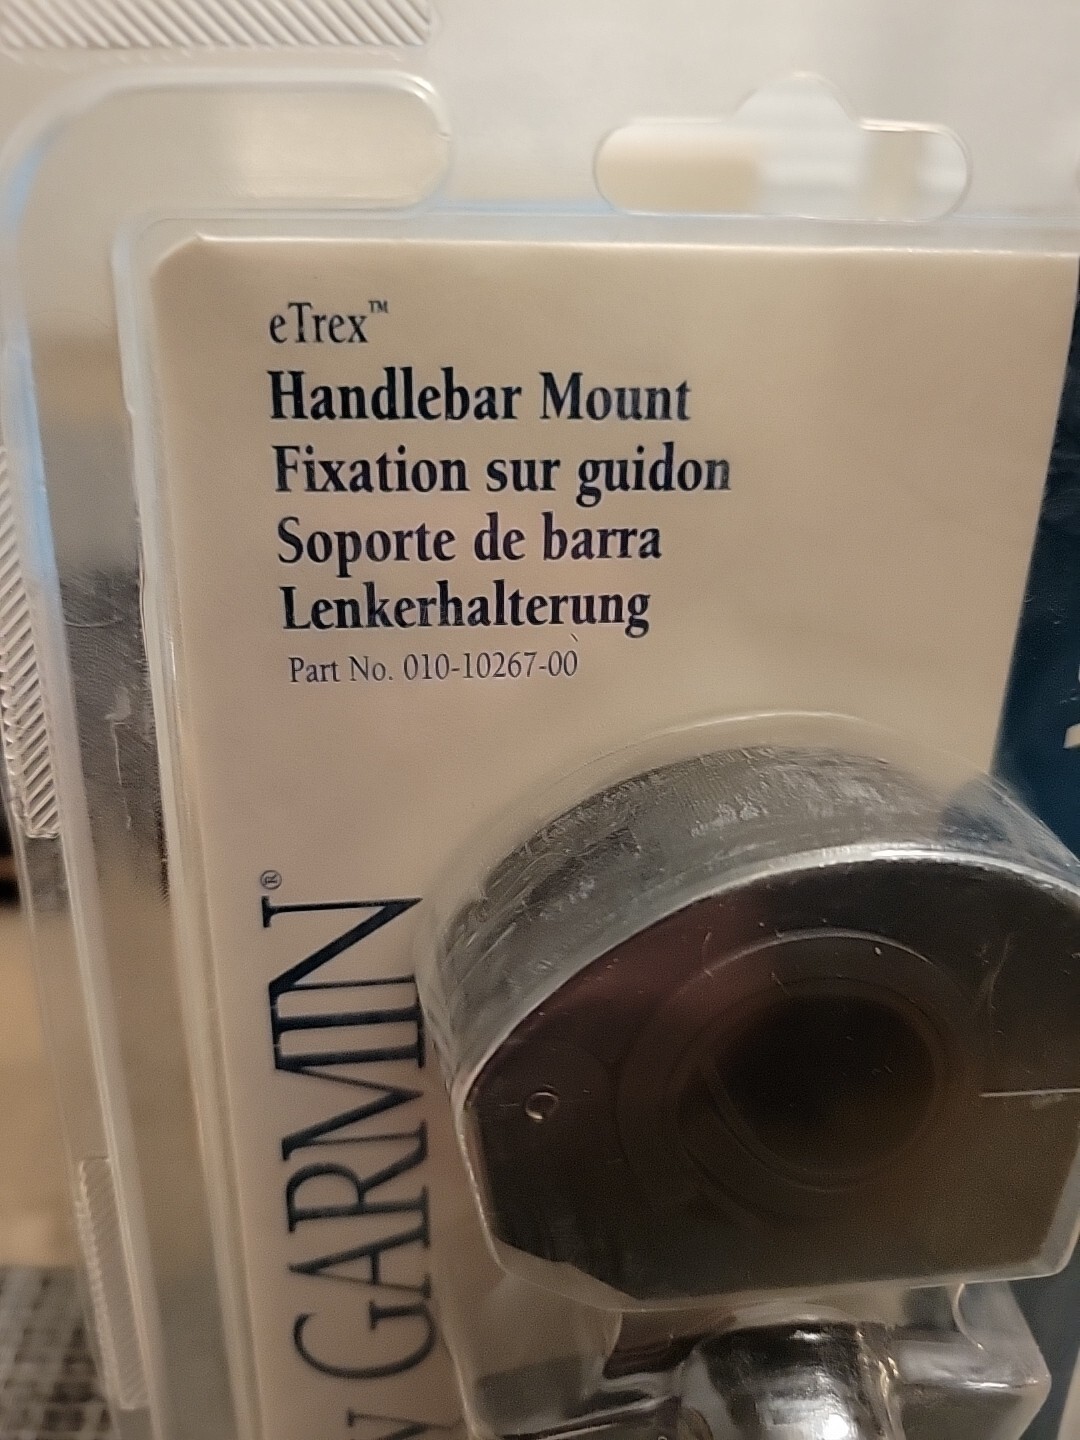 eTrex™
Handlebar Mount
Fixation sur guidon
Soporte de barra
Lenkerhalterung
Part No. 010-10267-00
GARMIN®